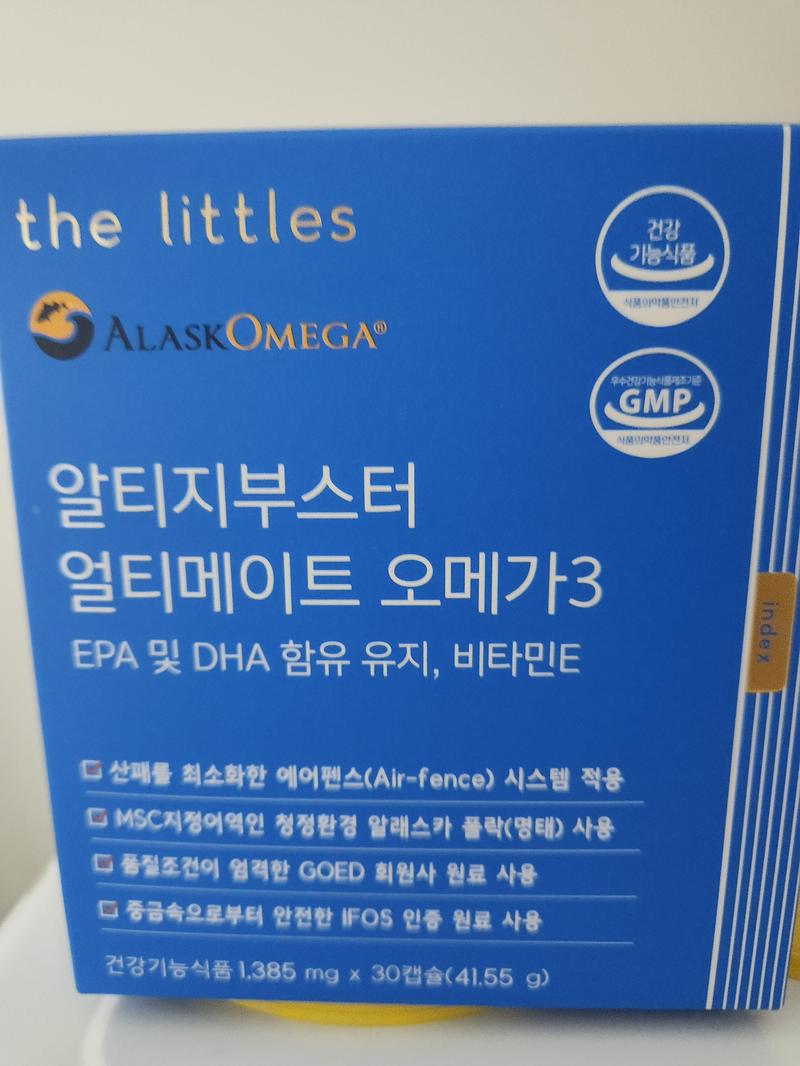 the littles
ALASKOMEGA®
건강
기능식품
식품의약품안전처
우수건강기능식품제조기준
GMP
식품의약품안전처
알티지부스터
얼티메이트 오메가3
EPA 및 DHA 함유 유지, 비타민E
index
산패를 최소화한 에어펜스(Air-fence) 시스템 적용
MSC지정어역인 청정환경 알래스카 폴락(명태) 사용
품질조건이 엄격한 GOED 회원사 원료 사용
중금속으로부터 안전한 IFOS 인증 원료 사용
건강기능식품 1,385 mg x 30캡슐(41.55 g)